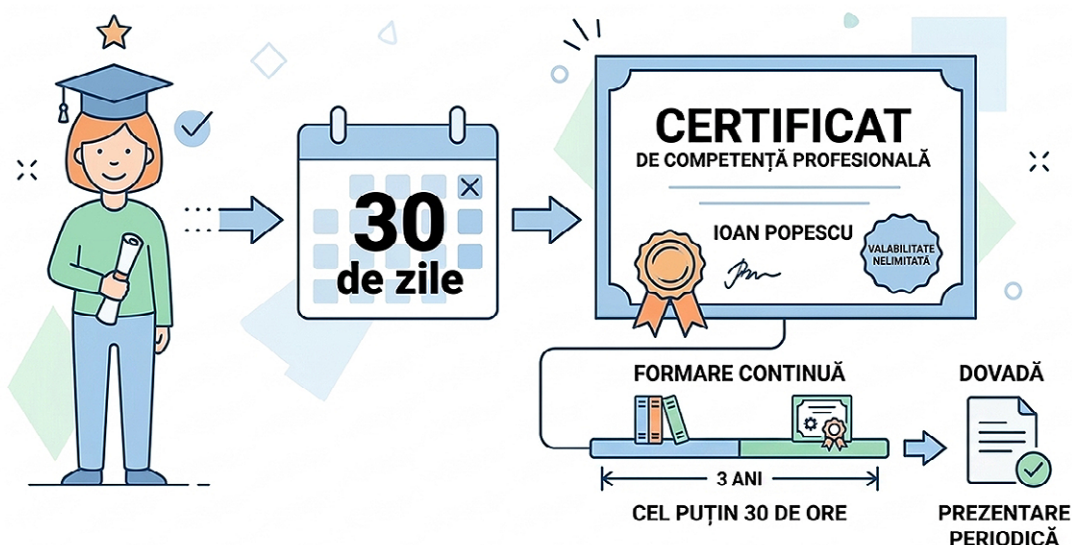 30
de zile
CERTIFICAT
DE COMPETENȚĂ PROFESIONALĂ
IOAN POPESCU
VALABILITATE
NELIMITATĂ
FORMARE CONTINUĂ
3 ANI
CEL PUȚIN 30 DE ORE
DOVADĂ
PREZENTARE
PERIODICĂ